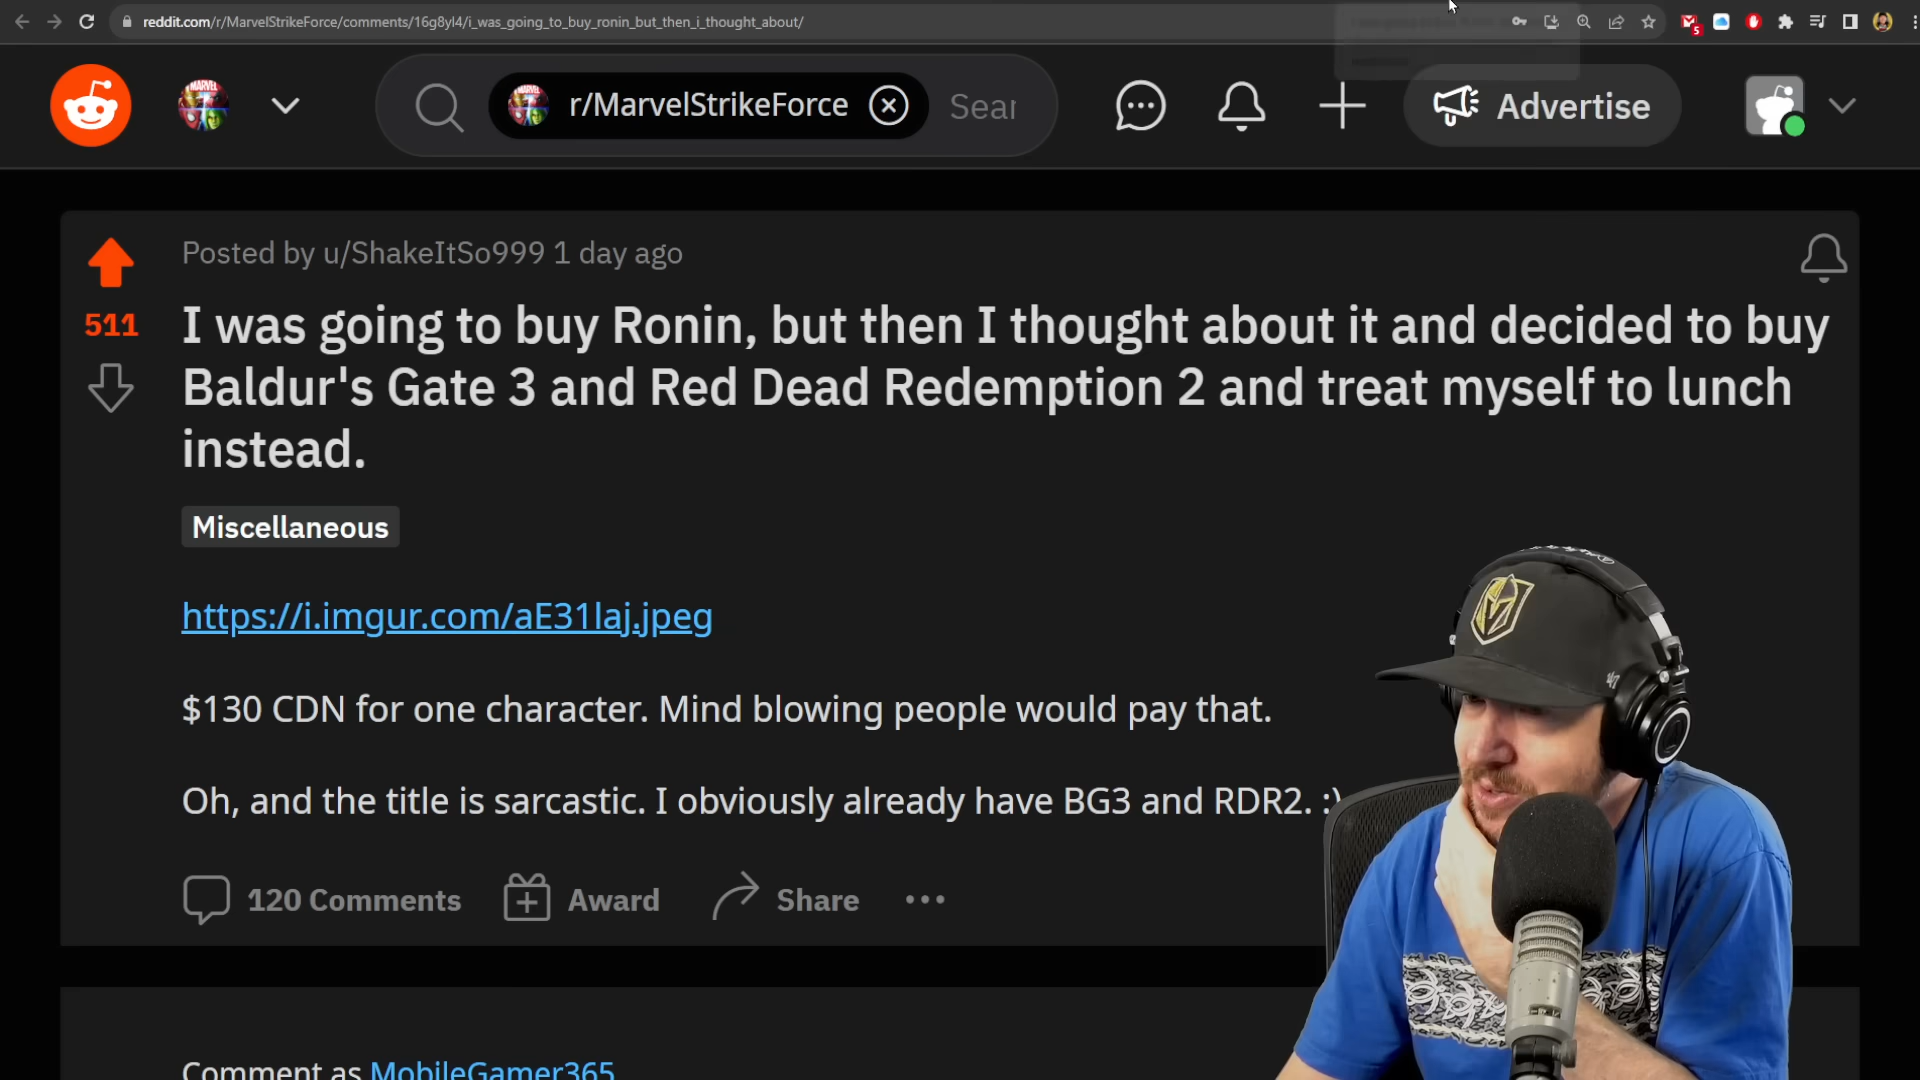 reddit.com/r/MarvelStrikeForce/comments/16g8yl4/i_was_going_to_buy_ronin_but_then_i_thought_about/
5
MARVEL
r/MarvelStrikeForce
Sear
Advertise
Posted by u/ShakeItSo999 1 day ago
511
I was going to buy Ronin, but then I thought about it and decided to buy
Baldur's Gate 3 and Red Dead Redemption 2 and treat myself to lunch
instead.
Miscellaneous
https://i.imgur.com/aE31laj.jpeg
$130 CDN for one character. Mind blowing people would pay that.
Oh, and the title is sarcastic. I obviously already have BG3 and RDR2. :)
120 Comments
Award
Share
Comment as MobileGamer365
'47